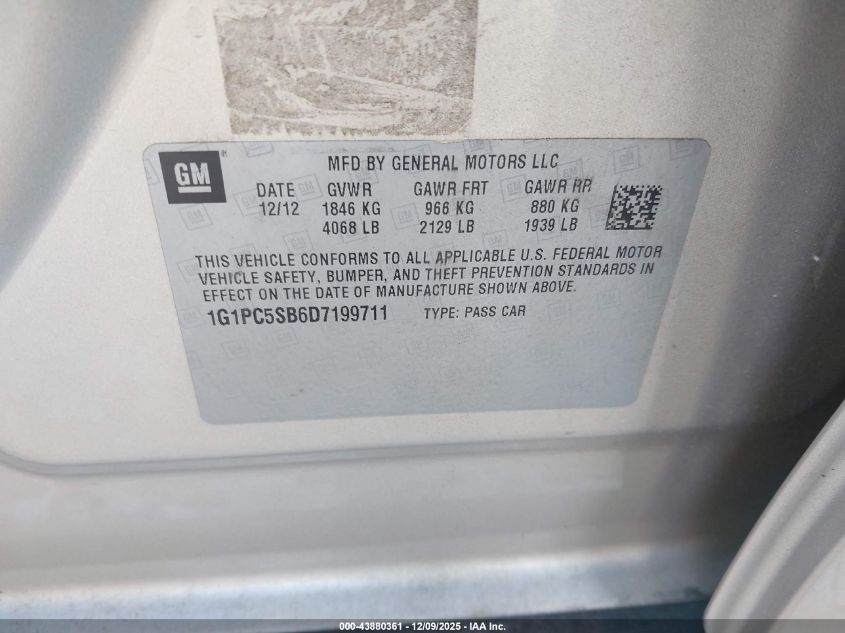 GM
MFD BY GENERAL MOTORS LLC
DATE GVWR GAWR FRT GAWR RR
12/12 1846 KG 966 KG 880 KG
4068 LB 2129 LB 1939 LB
THIS VEHICLE CONFORMS TO ALL APPLICABLE U.S. FEDERAL MOTOR
VEHICLE SAFETY, BUMPER, AND THEFT PREVENTION STANDARDS IN
EFFECT ON THE DATE OF MANUFACTURE SHOWN ABOVE.
1G1PC5SB6D7199711 TYPE: PASS CAR
000-43880361 - 12/09/2025 - IAA Inc.